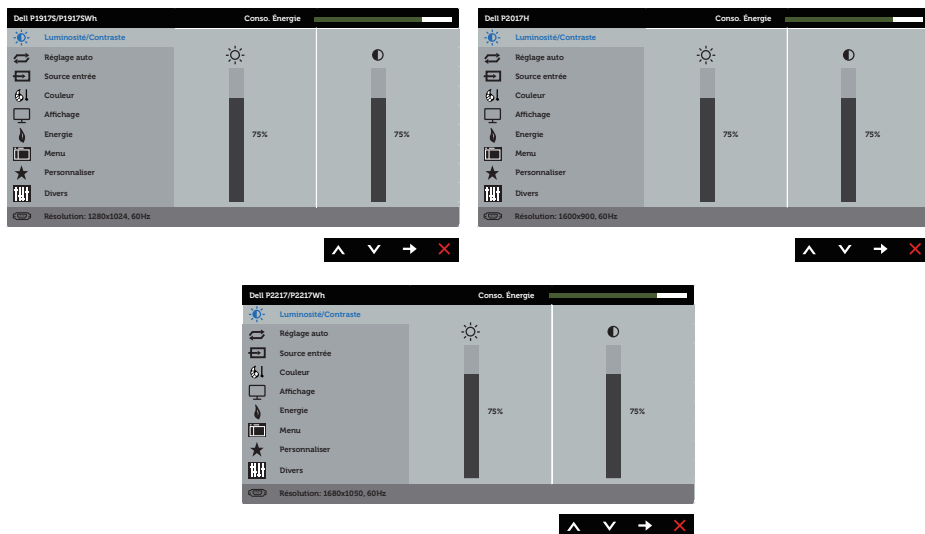 Dell P1917S/P1917SWh Conso. Énergie
Luminosité/Contraste
Réglage auto
Source entrée
Couleur
Affichage
Energie
Menu
Personnaliser
Divers
75%
75%
Résolution: 1280x1024, 60Hz
Dell P2017H Conso. Énergie
Luminosité/Contraste
Réglage auto
Source entrée
Couleur
Affichage
Energie
Menu
Personnaliser
Divers
75%
75%
Résolution: 1600x900, 60Hz
Dell P2217/P2217Wh Conso. Énergie
Luminosité/Contraste
Réglage auto
Source entrée
Couleur
Affichage
Energie
Menu
Personnaliser
Divers
75%
75%
Résolution: 1680x1050, 60Hz